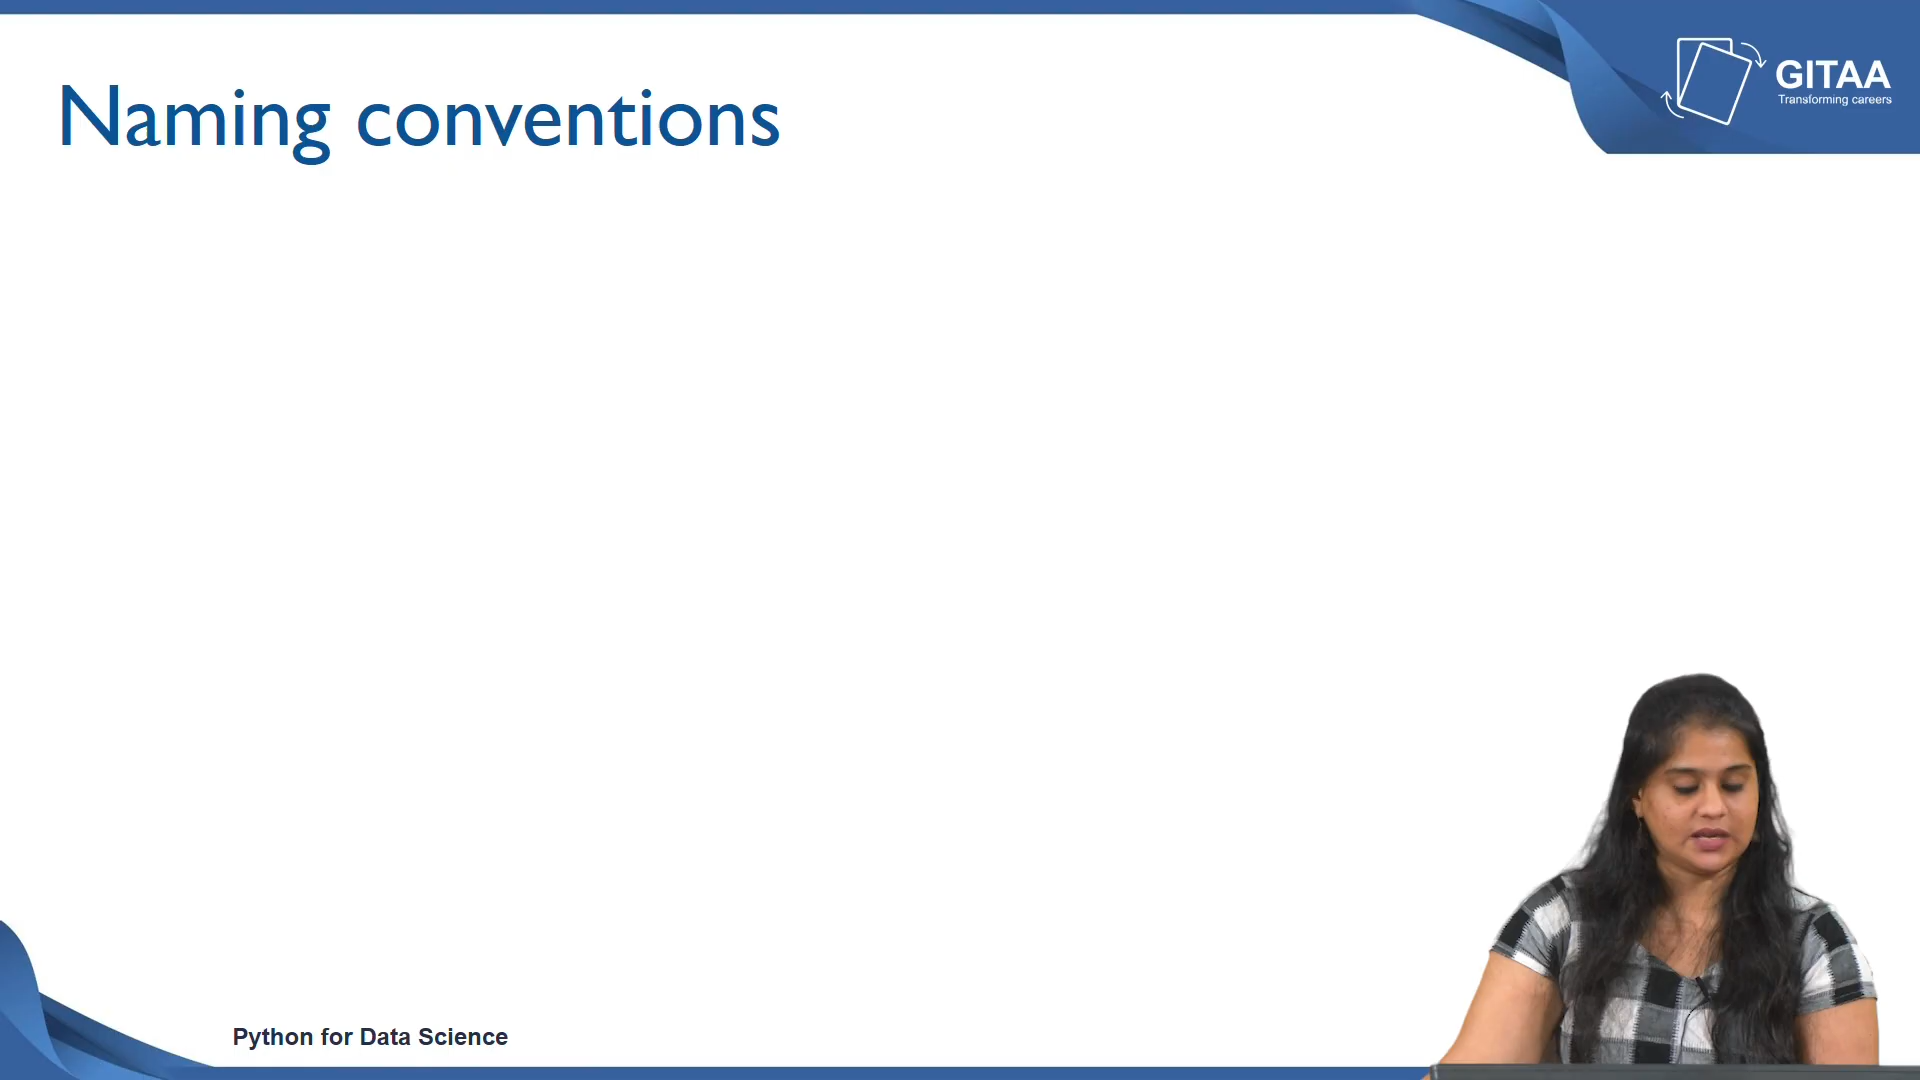 Naming conventions
GITAA
Transforming careers
Python for Data Science